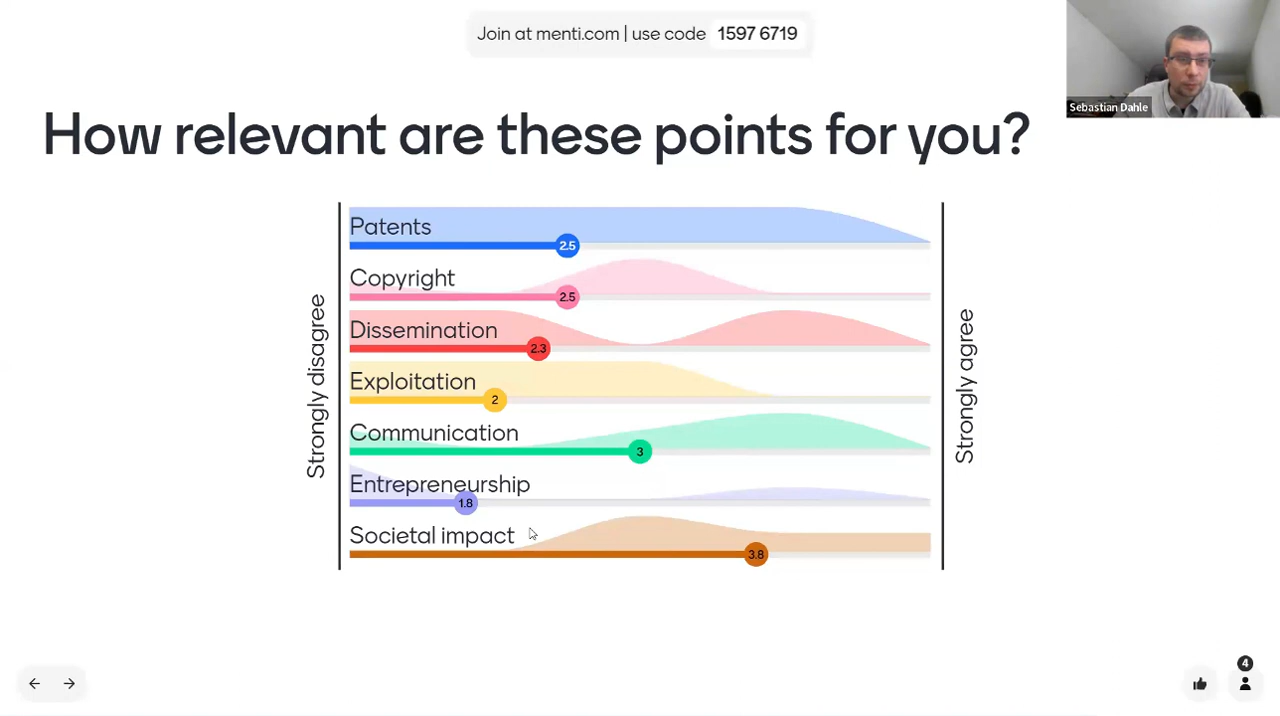 Join at menti.com | use code 1597 6719
Sebastian Dahle
How relevant are these points for you?
Strongly disagree
Patents
2.5
Copyright
2.5
Dissemination
2.3
Exploitation
2
Communication
3
Entrepreneurship
1.8
Societal impact
3.8
Strongly agree
4